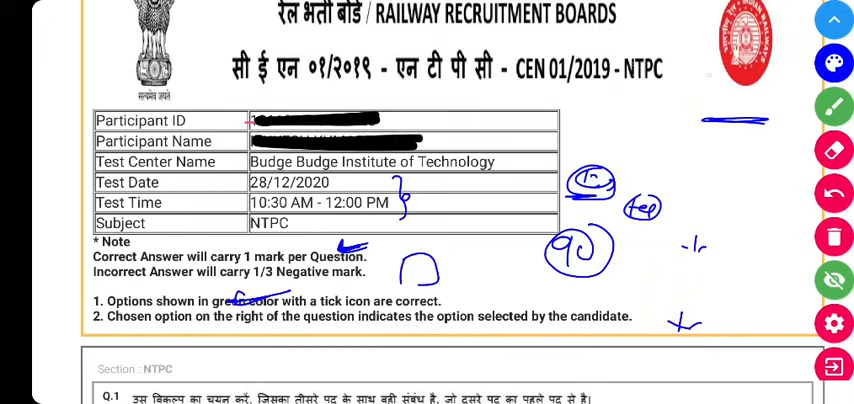 रेल भर्ती बोर्ड / RAILWAY RECRUITMENT BOARDS
सी ई एन ०१/२०१९ - एन टी पी सी - CEN 01/2019 - NTPC
सत्यमेव जयते
Participant ID
Participant Name
Test Center Name Budge Budge Institute of Technology
Test Date 28/12/2020
Test Time 10:30 AM - 12:00 PM
Subject NTPC
* Note
Correct Answer will carry 1 mark per Question.
Incorrect Answer will carry 1/3 Negative mark.
1. Options shown in green color with a tick icon are correct.
2. Chosen option on the right of the question indicates the option selected by the candidate.
Section : NTPC
Q.1 उस विकल्प का चयन करें, जिसका तीसरे पद के साथ वही संबंध है, जो दूसरे पद का पहले पद से है।